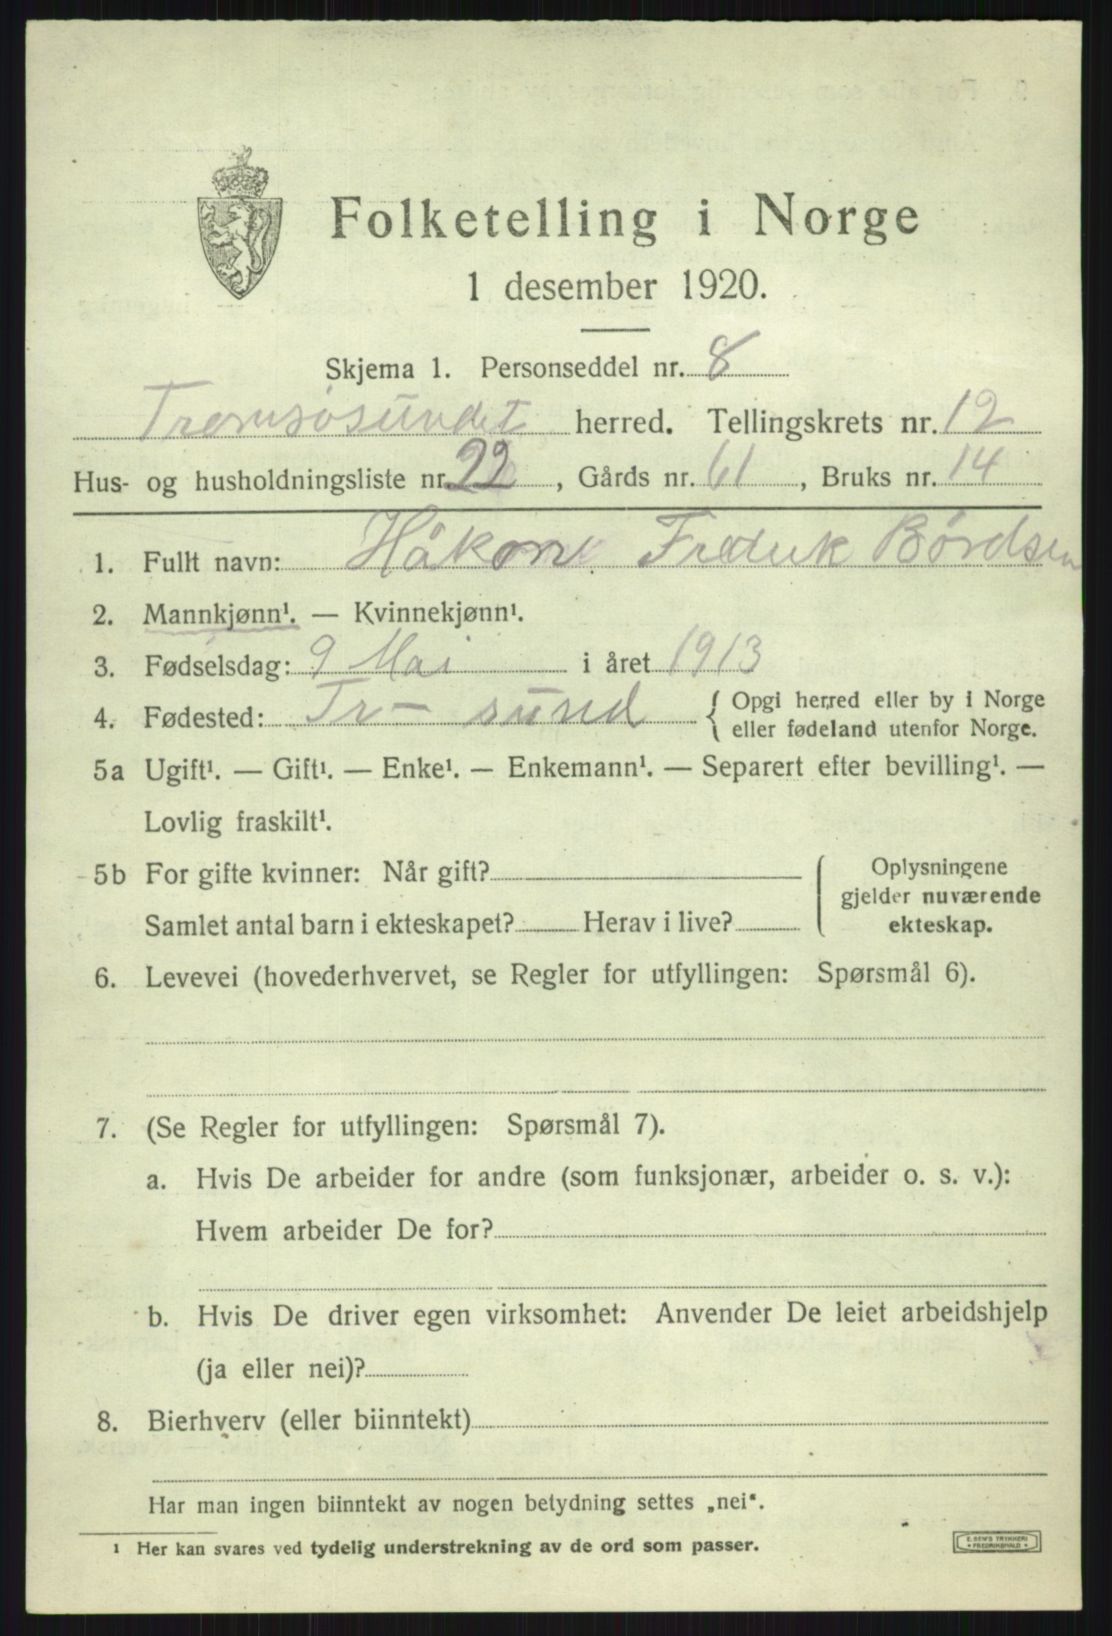 Folketelling i Norge
1 desember 1920.
Skjema 1. Personseddel nr. 8
Tromsøsundet herred. Tellingskrets nr. 12
Hus- og husholdningsliste nr. 22, Gårds nr. 61, Bruks nr. 14
1. Fullt navn: Håkon Fredrik Børdsen
2. Mannkjønn¹. — Kvinnekjønn¹.
3. Fødselsdag: 9 Mai i året 1913
4. Fødested: Tr- sund { Opgi herred eller by i Norge
eller fødeland utenfor Norge.
5a Ugift¹. — Gift¹. — Enke¹. — Enkemann¹. — Separert efter bevilling¹. —
Lovlig fraskilt¹.
5b For gifte kvinner: Når gift?
Samlet antal barn i ekteskapet? Herav i live?
Oplysningene
gjelder nuværende
ekteskap.
6. Levevei (hovederhvervet, se Regler for utfyllingen: Spørsmål 6).
7. (Se Regler for utfyllingen: Spørsmål 7).
a. Hvis De arbeider for andre (som funksjonær, arbeider o. s. v.):
Hvem arbeider De for?
b. Hvis De driver egen virksomhet: Anvender De leiet arbeidshjelp
(ja eller nei)?
8. Bierhverv (eller biinntekt)
Har man ingen biinntekt av nogen betydning settes „nei“.
¹ Her kan svares ved tydelig understrekning av de ord som passer.
E. SEM'S TRYKKERI
• FREDRIKSHALD •